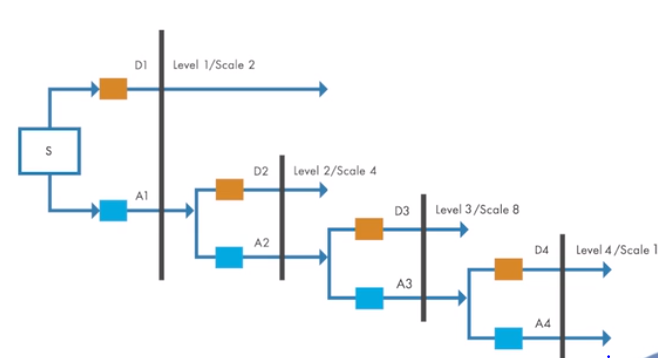 D1
Level 1/Scale 2
S
A1
D2
Level 2/Scale 4
A2
D3
Level 3/Scale 8
A3
D4
Level 4/Scale 1
A4